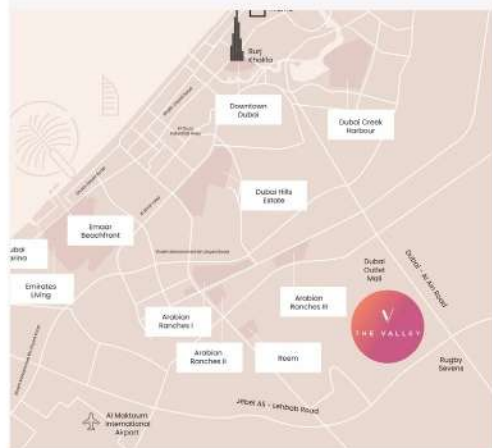 Burj
Khalifa
Downtown
Dubai
Dubai Creek
Harbour
Dubai Hills
Estate
Emaar
Beachfront
Emirates
Living
Dubai
Outlet
Mall
Dubai - Al Ain Road
Arabian
Ranches III
V
THE VALLEY
Arabian
Ranches I
Arabian
Ranches II
Reem
Rugby
Sevens
Jebel Ali - Lehbab Road
Al Maktoum
International
Airport